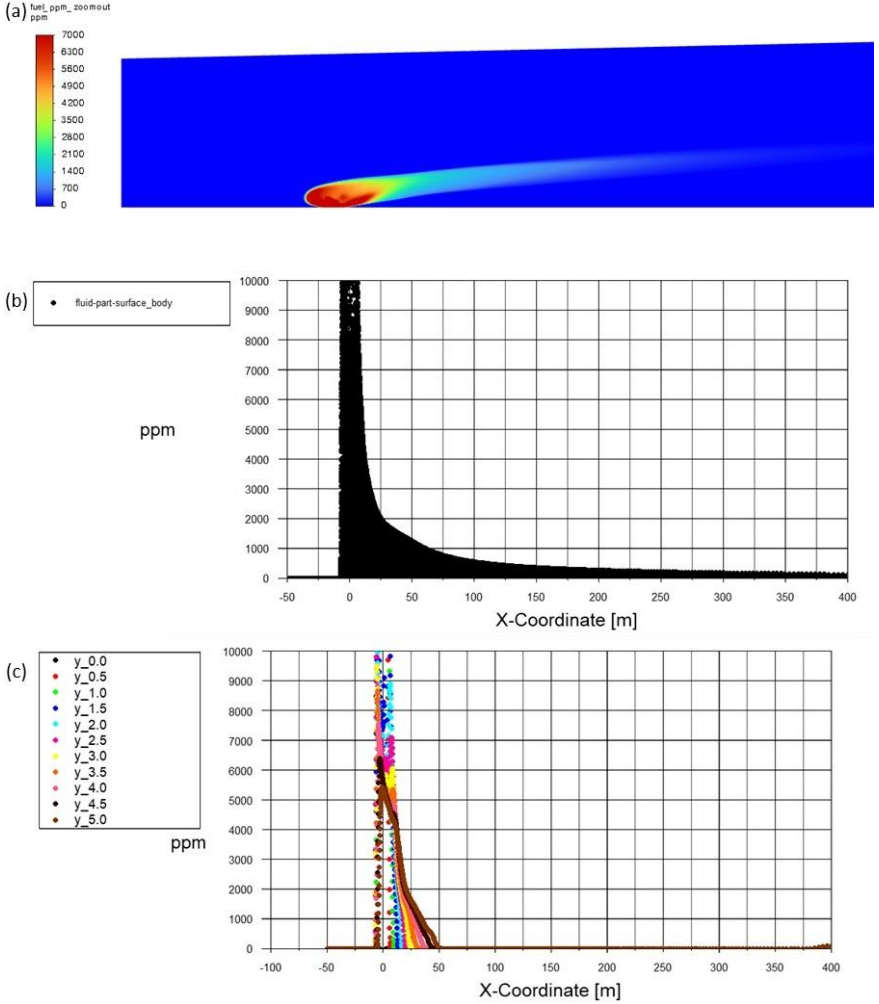 (a)
fuel_ppm_zoomout
ppm
7000
6300
5600
4900
4200
3500
2800
2100
1400
700
0
(b)
fluid-part-surface_body
ppm
10000
9000
8000
7000
6000
5000
4000
3000
2000
1000
0
-50 0 50 100 150 200 250 300 350 400
X-Coordinate [m]
(c)
y_0.0
y_0.5
y_1.0
y_1.5
y_2.0
y_2.5
y_3.0
y_3.5
y_4.0
y_4.5
y_5.0
ppm
10000
9000
8000
7000
6000
5000
4000
3000
2000
1000
0
-100 -50 0 50 100 150 200 250 300 350 400
X-Coordinate [m]